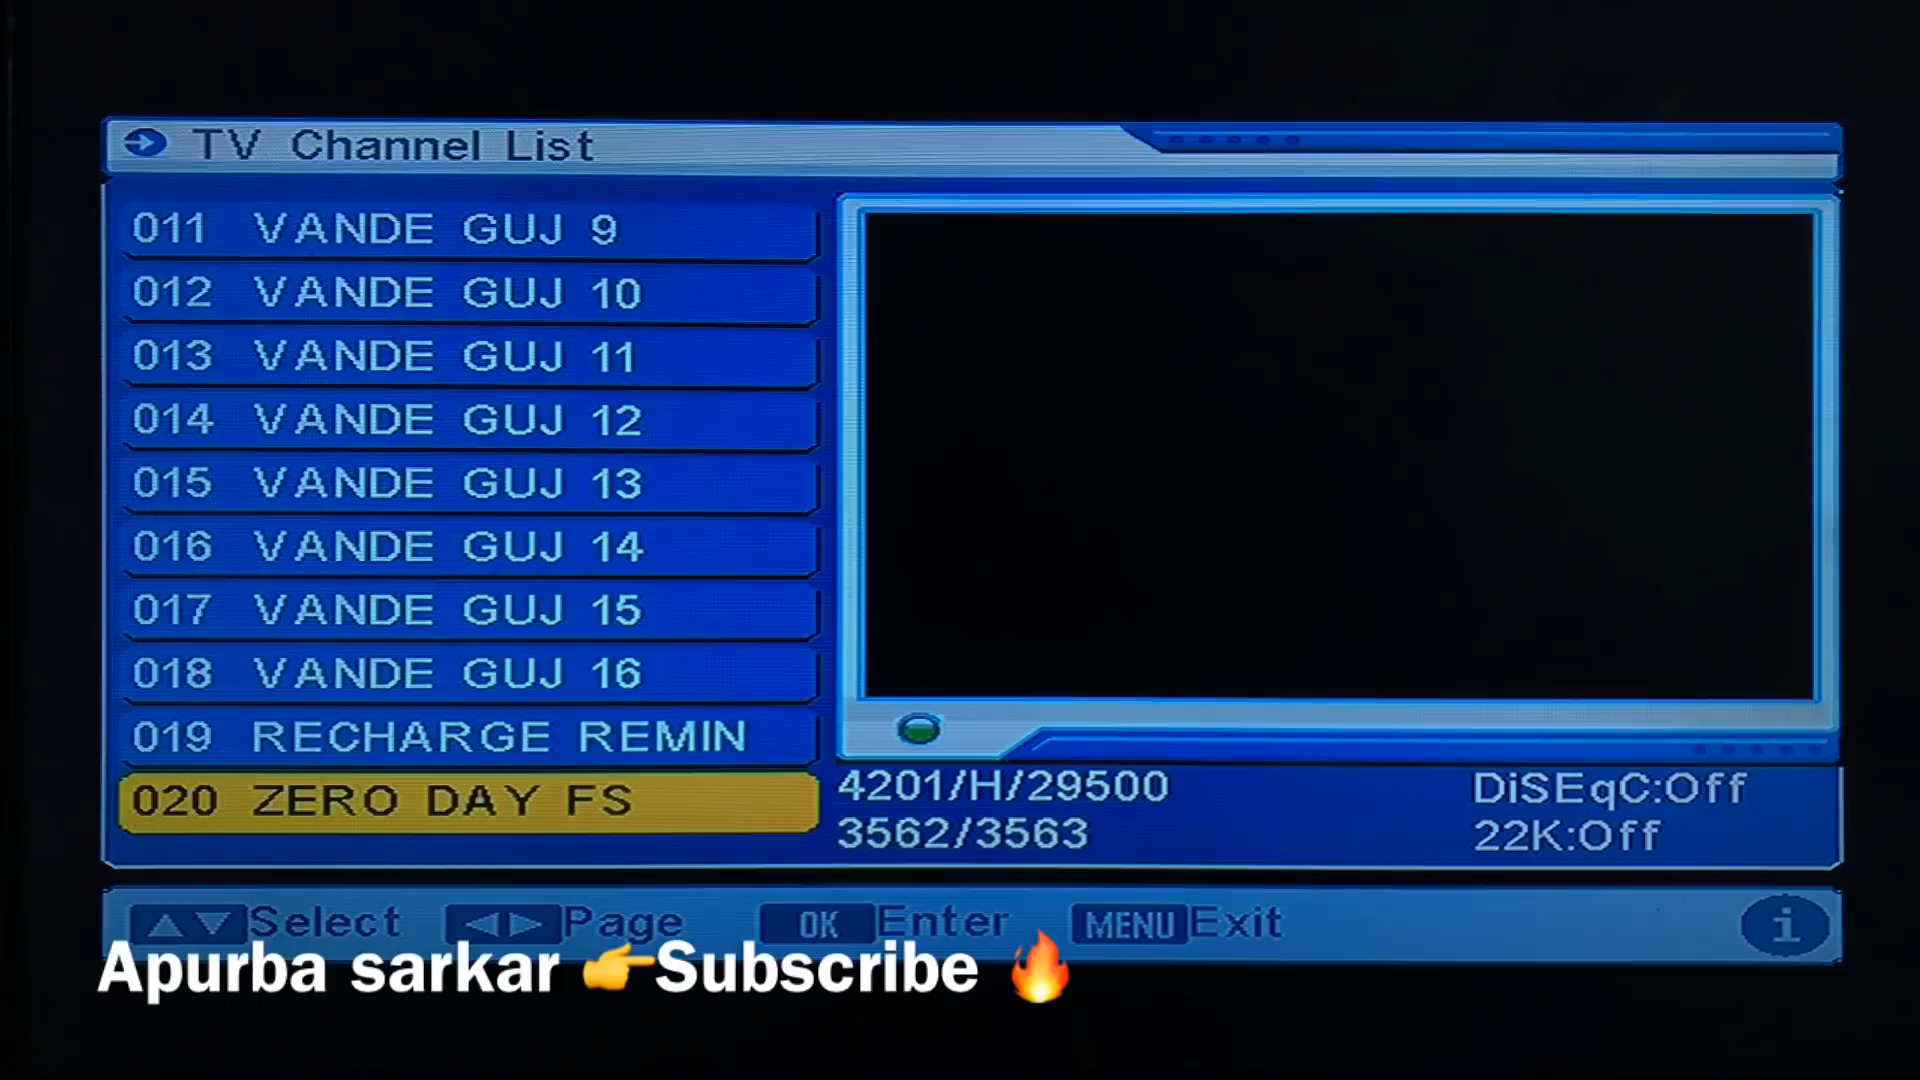 TV Channel List
011 VANDE GUJ 9
012 VANDE GUJ 10
013 VANDE GUJ 11
014 VANDE GUJ 12
015 VANDE GUJ 13
016 VANDE GUJ 14
017 VANDE GUJ 15
018 VANDE GUJ 16
019 RECHARGE REMIN
020 ZERO DAY FS
4201/H/29500 DiSEqC:Off
3562/3563 22K:Off
Select Page OK Enter MENU Exit i
Apurba sarkar 👉Subscribe 🔥